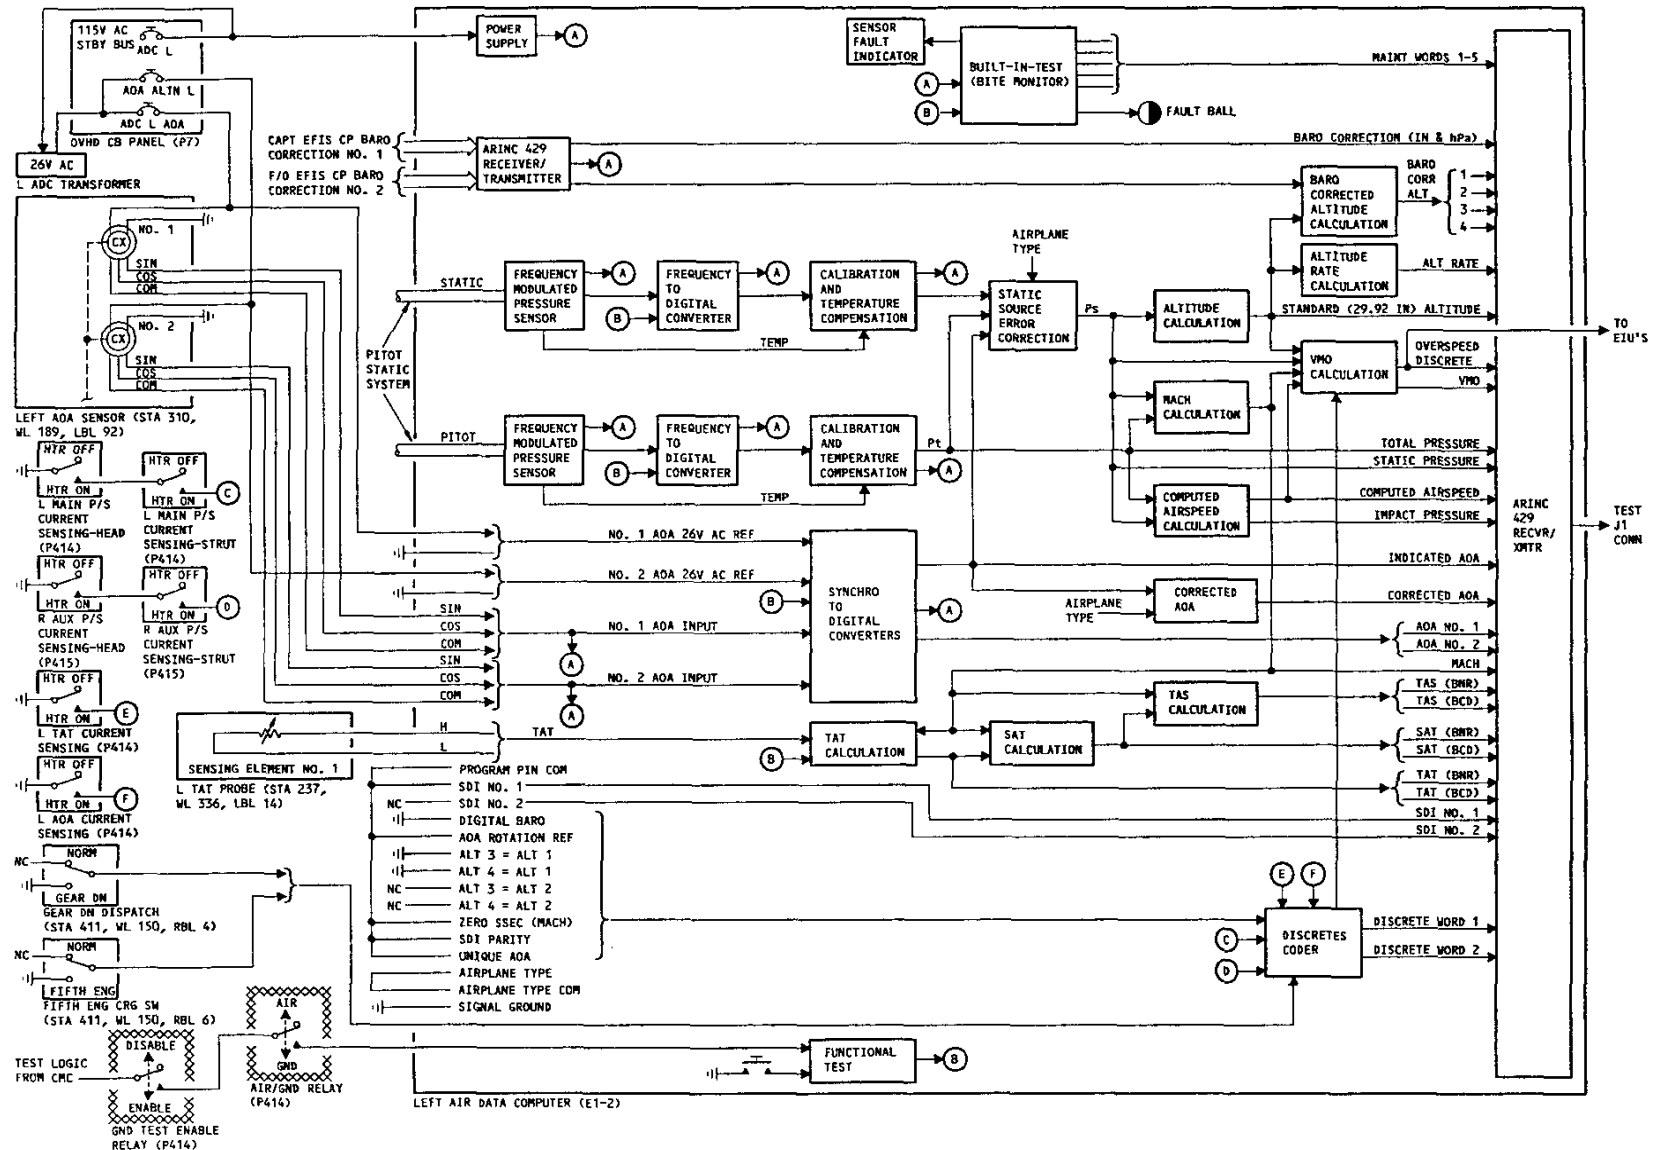 115V AC
STBY BUS
ADC L
AOA ALTN L
ADC L AOA
OVHD CB PANEL (P7)
26V AC
L ADC TRANSFORMER
NO. 1
CX
SIN
COS
COM
NO. 2
CX
SIN
COS
COM
LEFT AOA SENSOR (STA 310,
WL 189, LBL 92)
HTR OFF
HTR ON
L MAIN P/S
CURRENT
SENSING-HEAD
(P414)
HTR OFF
HTR ON
C
L MAIN P/S
CURRENT
SENSING-STRUT
(P414)
HTR OFF
HTR ON
R AUX P/S
CURRENT
SENSING-HEAD
(P415)
HTR OFF
HTR ON
D
R AUX P/S
CURRENT
SENSING-STRUT
(P415)
HTR OFF
HTR ON
E
L TAT CURRENT
SENSING (P414)
HTR OFF
HTR ON
F
L AOA CURRENT
SENSING (P414)
SENSING ELEMENT NO. 1
L TAT PROBE (STA 237,
WL 336, LBL 14)
NC
NORM
GEAR DN
GEAR DN DISPATCH
(STA 411, WL 150, RBL 4)
NC
NORM
FIFTH ENG
FIFTH ENG CRG SW
(STA 411, WL 150, RBL 6)
TEST LOGIC
FROM CMC
DISABLE
ENABLE
GND TEST ENABLE
RELAY (P414)
AIR
GND
AIR/GND RELAY
(P414)
POWER
SUPPLY
A
CAPT EFIS CP BARO
CORRECTION NO. 1
F/O EFIS CP BARO
CORRECTION NO. 2
ARINC 429
RECEIVER/
TRANSMITTER
A
SENSOR
FAULT
INDICATOR
A
B
BUILT-IN-TEST
(BITE MONITOR)
FAULT BALL
MAINT WORDS 1-5
BARO CORRECTION (IN & hPa)
PITOT
STATIC
SYSTEM
STATIC
FREQUENCY
MODULATED
PRESSURE
SENSOR
A
B
FREQUENCY
TO
DIGITAL
CONVERTER
A
CALIBRATION
AND
TEMPERATURE
COMPENSATION
A
TEMP
PITOT
FREQUENCY
MODULATED
PRESSURE
SENSOR
A
B
FREQUENCY
TO
DIGITAL
CONVERTER
A
CALIBRATION
AND
TEMPERATURE
COMPENSATION
Pt
A
TEMP
AIRPLANE
TYPE
STATIC
SOURCE
ERROR
CORRECTION
Ps
ALTITUDE
CALCULATION
BARO
CORRECTED
ALTITUDE
CALCULATION
BARO
CORR
ALT
1
2
3
4
ALTITUDE
RATE
CALCULATION
ALT RATE
STANDARD (29.92 IN) ALTITUDE
VMO
CALCULATION
OVERSPEED
DISCRETE
VMO
TO
EIU'S
MACH
CALCULATION
TOTAL PRESSURE
STATIC PRESSURE
COMPUTED
AIRSPEED
CALCULATION
COMPUTED AIRSPEED
IMPACT PRESSURE
ARINC
429
RECVR/
XMTR
TEST
J1
CONN
NO. 1 AOA 26V AC REF
NO. 2 AOA 26V AC REF
B
SIN
COS
COM
NO. 1 AOA INPUT
A
SIN
COS
COM
NO. 2 AOA INPUT
A
SYNCHRO
TO
DIGITAL
CONVERTERS
A
INDICATED AOA
AIRPLANE
TYPE
CORRECTED
AOA
CORRECTED AOA
AOA NO. 1
AOA NO. 2
MACH
H
L
TAT
B
TAT
CALCULATION
SAT
CALCULATION
TAS
CALCULATION
TAS (BNR)
TAS (BCD)
SAT (BNR)
SAT (BCD)
TAT (BNR)
TAT (BCD)
SDI NO. 1
SDI NO. 2
PROGRAM PIN COM
SDI NO. 1
NC
SDI NO. 2
DIGITAL BARO
AOA ROTATION REF
ALT 3 = ALT 1
ALT 4 = ALT 1
NC
ALT 3 = ALT 2
NC
ALT 4 = ALT 2
ZERO SSEC (MACH)
SDI PARITY
UNIQUE AOA
AIRPLANE TYPE
AIRPLANE TYPE COM
SIGNAL GROUND
E
F
C
D
DISCRETES
CODER
DISCRETE WORD 1
DISCRETE WORD 2
FUNCTIONAL
TEST
B
LEFT AIR DATA COMPUTER (E1-2)